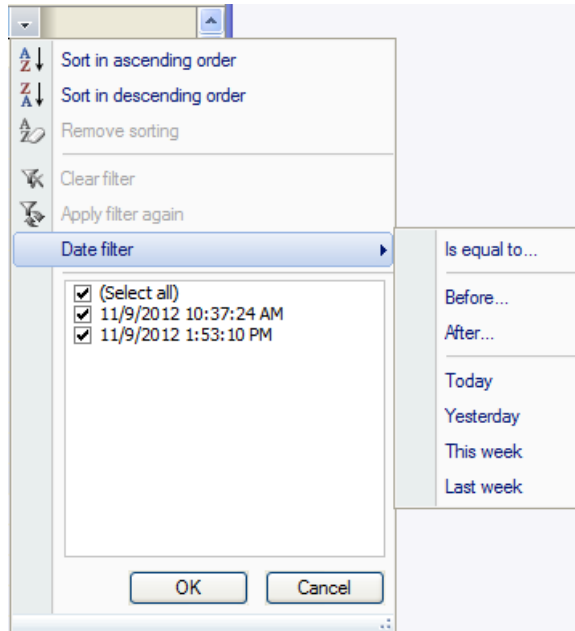 Sort in ascending order
Sort in descending order
Remove sorting
Clear filter
Apply filter again
Date filter
(Select all)
11/9/2012 10:37:24 AM
11/9/2012 1:53:10 PM
OK Cancel
Is equal to...
Before...
After...
Today
Yesterday
This week
Last week